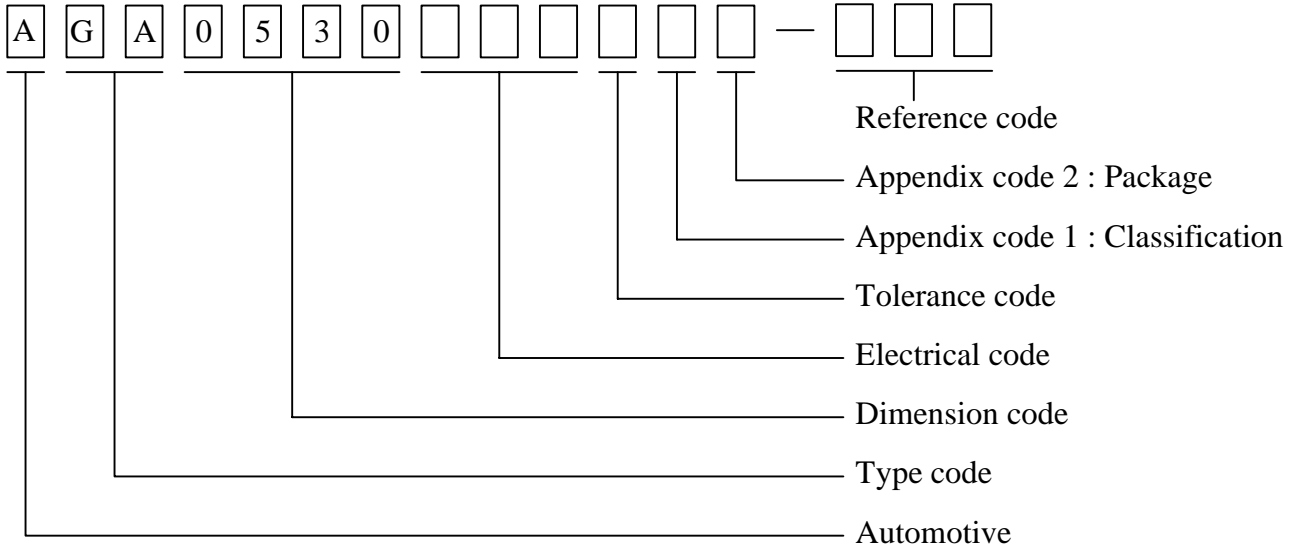 A G A 0 5 3 0 —
Reference code
Appendix code 2 : Package
Appendix code 1 : Classification
Tolerance code
Electrical code
Dimension code
Type code
Automotive